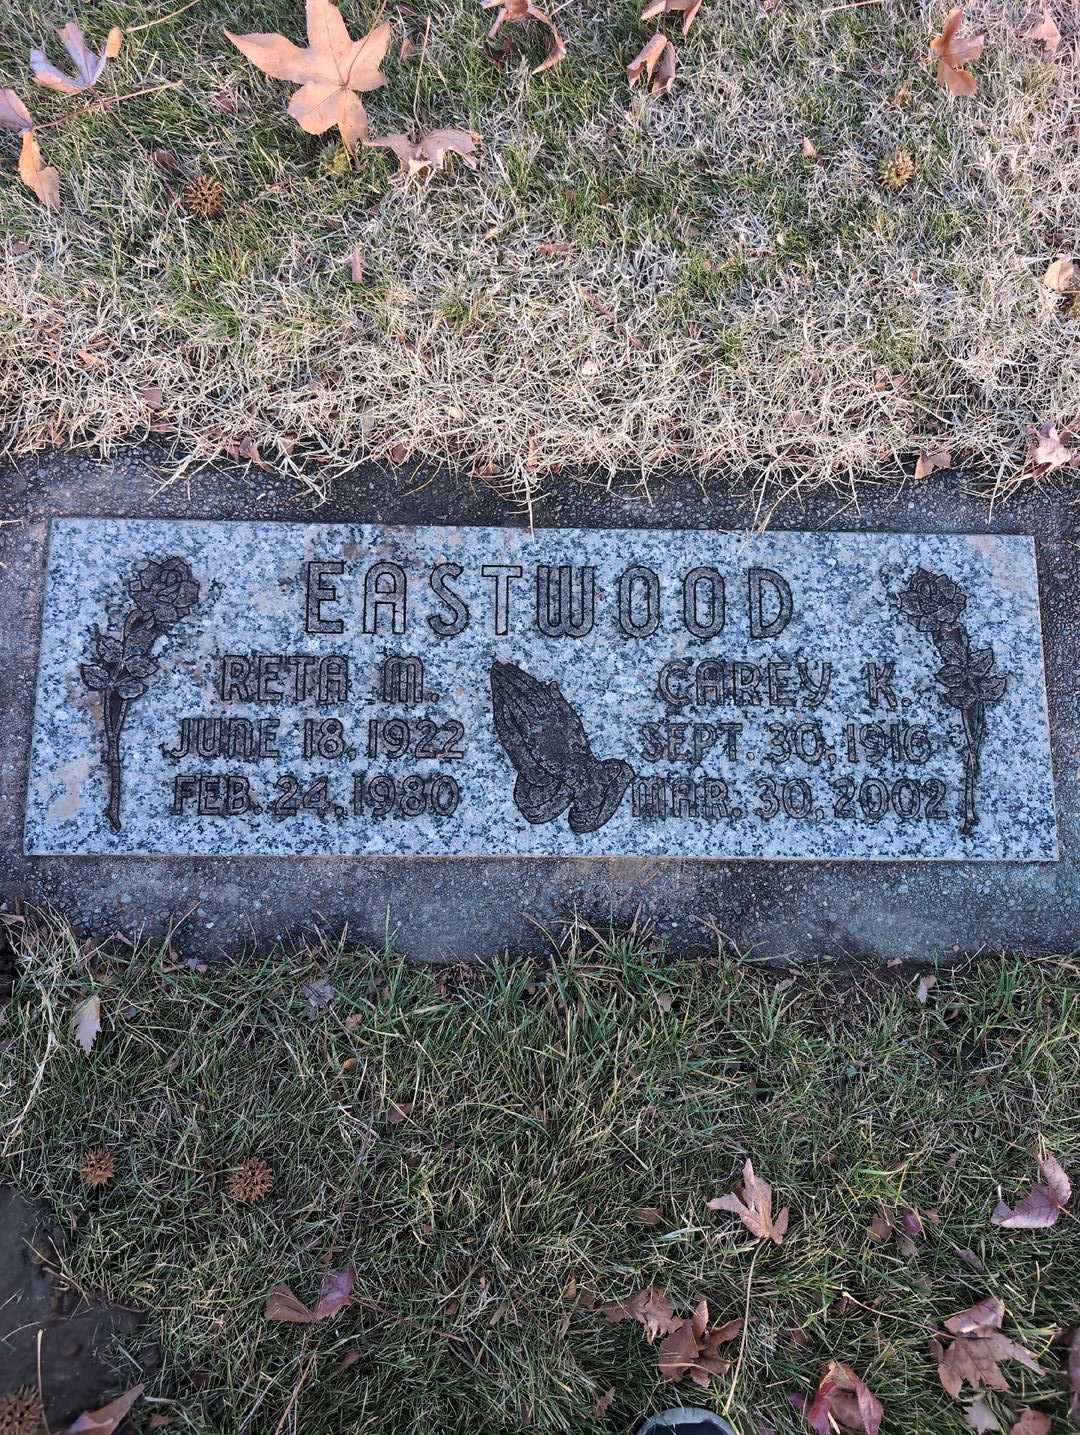 EASTWOOD
RETA M.
JUNE 18, 1922
FEB. 24, 1980
CAREY K.
SEPT. 30, 1916
MAR. 30, 2002